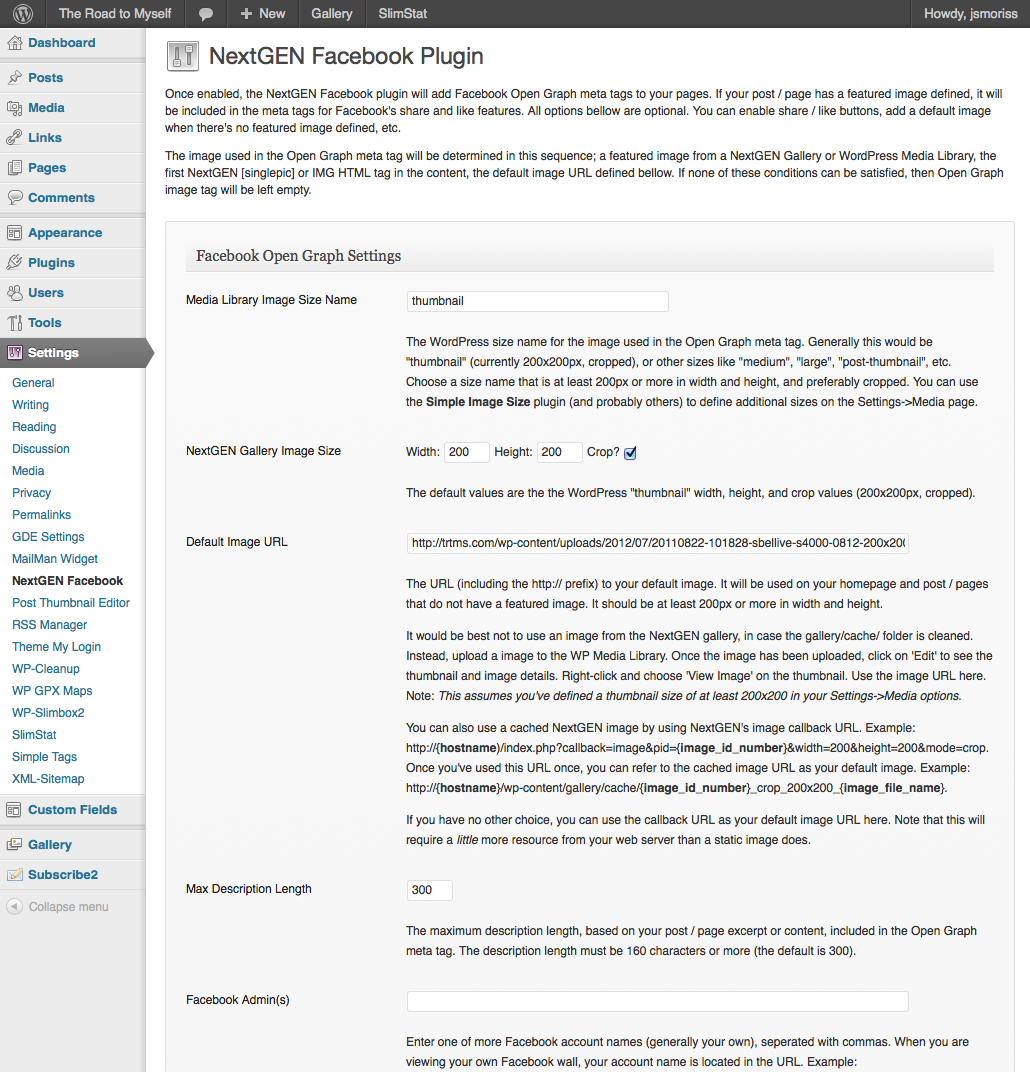 The Road to Myself
+ New
Gallery
SlimStat
Howdy, jsmoriss
Dashboard
Posts
Media
Links
Pages
Comments
Appearance
Plugins
Users
Tools
Settings
General
Writing
Reading
Discussion
Media
Privacy
Permalinks
GDE Settings
MailMan Widget
NextGEN Facebook
Post Thumbnail Editor
RSS Manager
Theme My Login
WP-Cleanup
WP GPX Maps
WP-Slimbox2
SlimStat
Simple Tags
XML-Sitemap
Custom Fields
Gallery
Subscribe2
Collapse menu
NextGEN Facebook Plugin
Once enabled, the NextGEN Facebook plugin will add Facebook Open Graph meta tags to your pages. If your post / page has a featured image defined, it will
be included in the meta tags for Facebook's share and like features. All options bellow are optional. You can enable share / like buttons, add a default image
when there's no featured image defined, etc.
The image used in the Open Graph meta tag will be determined in this sequence; a featured image from a NextGEN Gallery or WordPress Media Library, the
first NextGEN [singlepic] or IMG HTML tag in the content, the default image URL defined bellow. If none of these conditions can be satisfied, then Open Graph
image tag will be left empty.
Facebook Open Graph Settings
Media Library Image Size Name
thumbnail
The WordPress size name for the image used in the Open Graph meta tag. Generally this would be
"thumbnail" (currently 200x200px, cropped), or other sizes like "medium", "large", "post-thumbnail", etc.
Choose a size name that is at least 200px or more in width and height, and preferably cropped. You can use
the Simple Image Size plugin (and probably others) to define additional sizes on the Settings->Media page.
NextGEN Gallery Image Size
Width: 200 Height: 200 Crop?
The default values are the the WordPress "thumbnail" width, height, and crop values (200x200px, cropped).
Default Image URL
http://trtms.com/wp-content/uploads/2012/07/20110822-101828-sbellive-s4000-0812-200x20(
The URL (including the http:// prefix) to your default image. It will be used on your homepage and post / pages
that do not have a featured image. It should be at least 200px or more in width and height.
It would be best not to use an image from the NextGEN gallery, in case the gallery/cache/ folder is cleaned.
Instead, upload a image to the WP Media Library. Once the image has been uploaded, click on 'Edit' to see the
thumbnail and image details. Right-click and choose 'View Image' on the thumbnail. Use the image URL here.
Note: This assumes you've defined a thumbnail size of at least 200x200 in your Settings->Media options.
You can also use a cached NextGEN image by using NextGEN's image callback URL. Example:
http://{hostname)/index.php?callback=image&pid={image_id_number}&width=200&height=200&mode=crop.
Once you've used this URL once, you can refer to the cached image URL as your default image. Example:
http://{hostname}/wp-content/gallery/cache/{image_id_number}_crop_200x200_{image_file_name}.
If you have no other choice, you can use the callback URL as your default image URL here. Note that this will
require a little more resource from your web server than a static image does.
Max Description Length
300
The maximum description length, based on your post / page excerpt or content, included in the Open Graph
meta tag. The description length must be 160 characters or more (the default is 300).
Facebook Admin(s)
Enter one of more Facebook account names (generally your own), seperated with commas. When you are
viewing your own Facebook wall, your account name is located in the URL. Example: